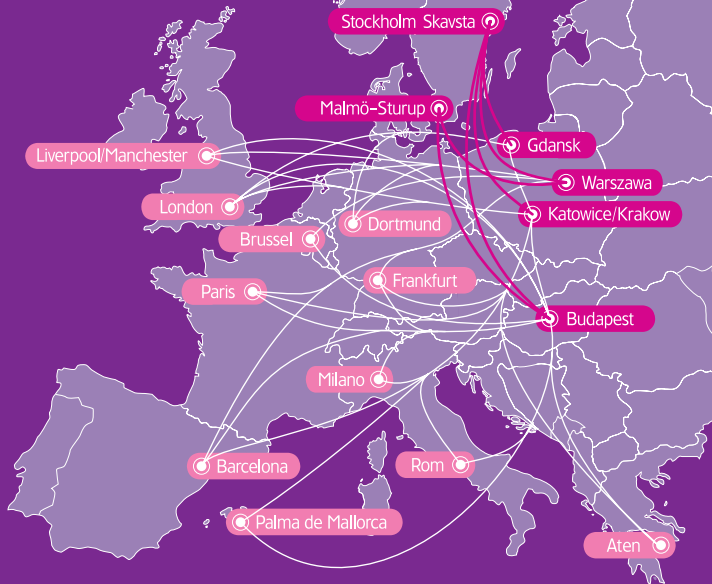 Stockholm Skavsta
Malmö-Sturup
Gdansk
Liverpool/Manchester
Warszawa
London
Katowice/Krakow
Dortmund
Brussel
Frankfurt
Paris
Budapest
Milano
Barcelona
Rom
Palma de Mallorca
Aten